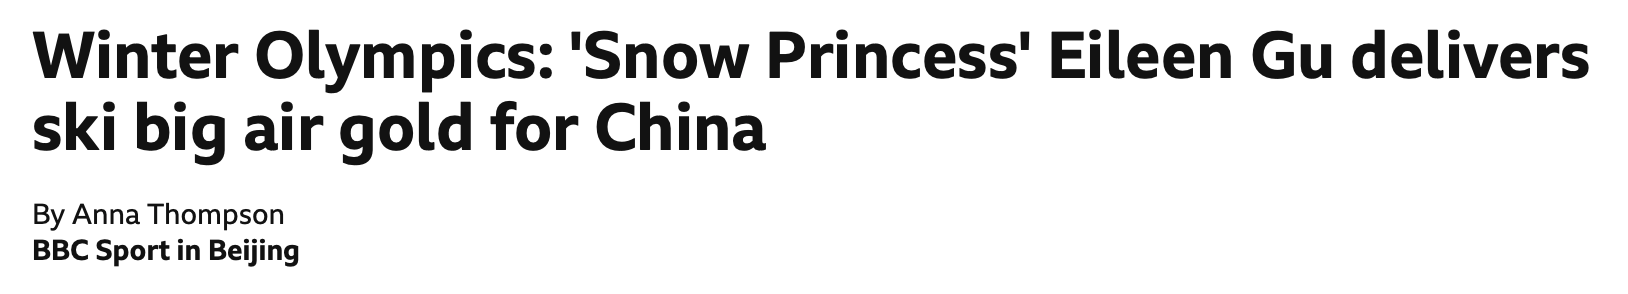 Winter Olympics: 'Snow Princess' Eileen Gu delivers
ski big air gold for China
By Anna Thompson
BBC Sport in Beijing